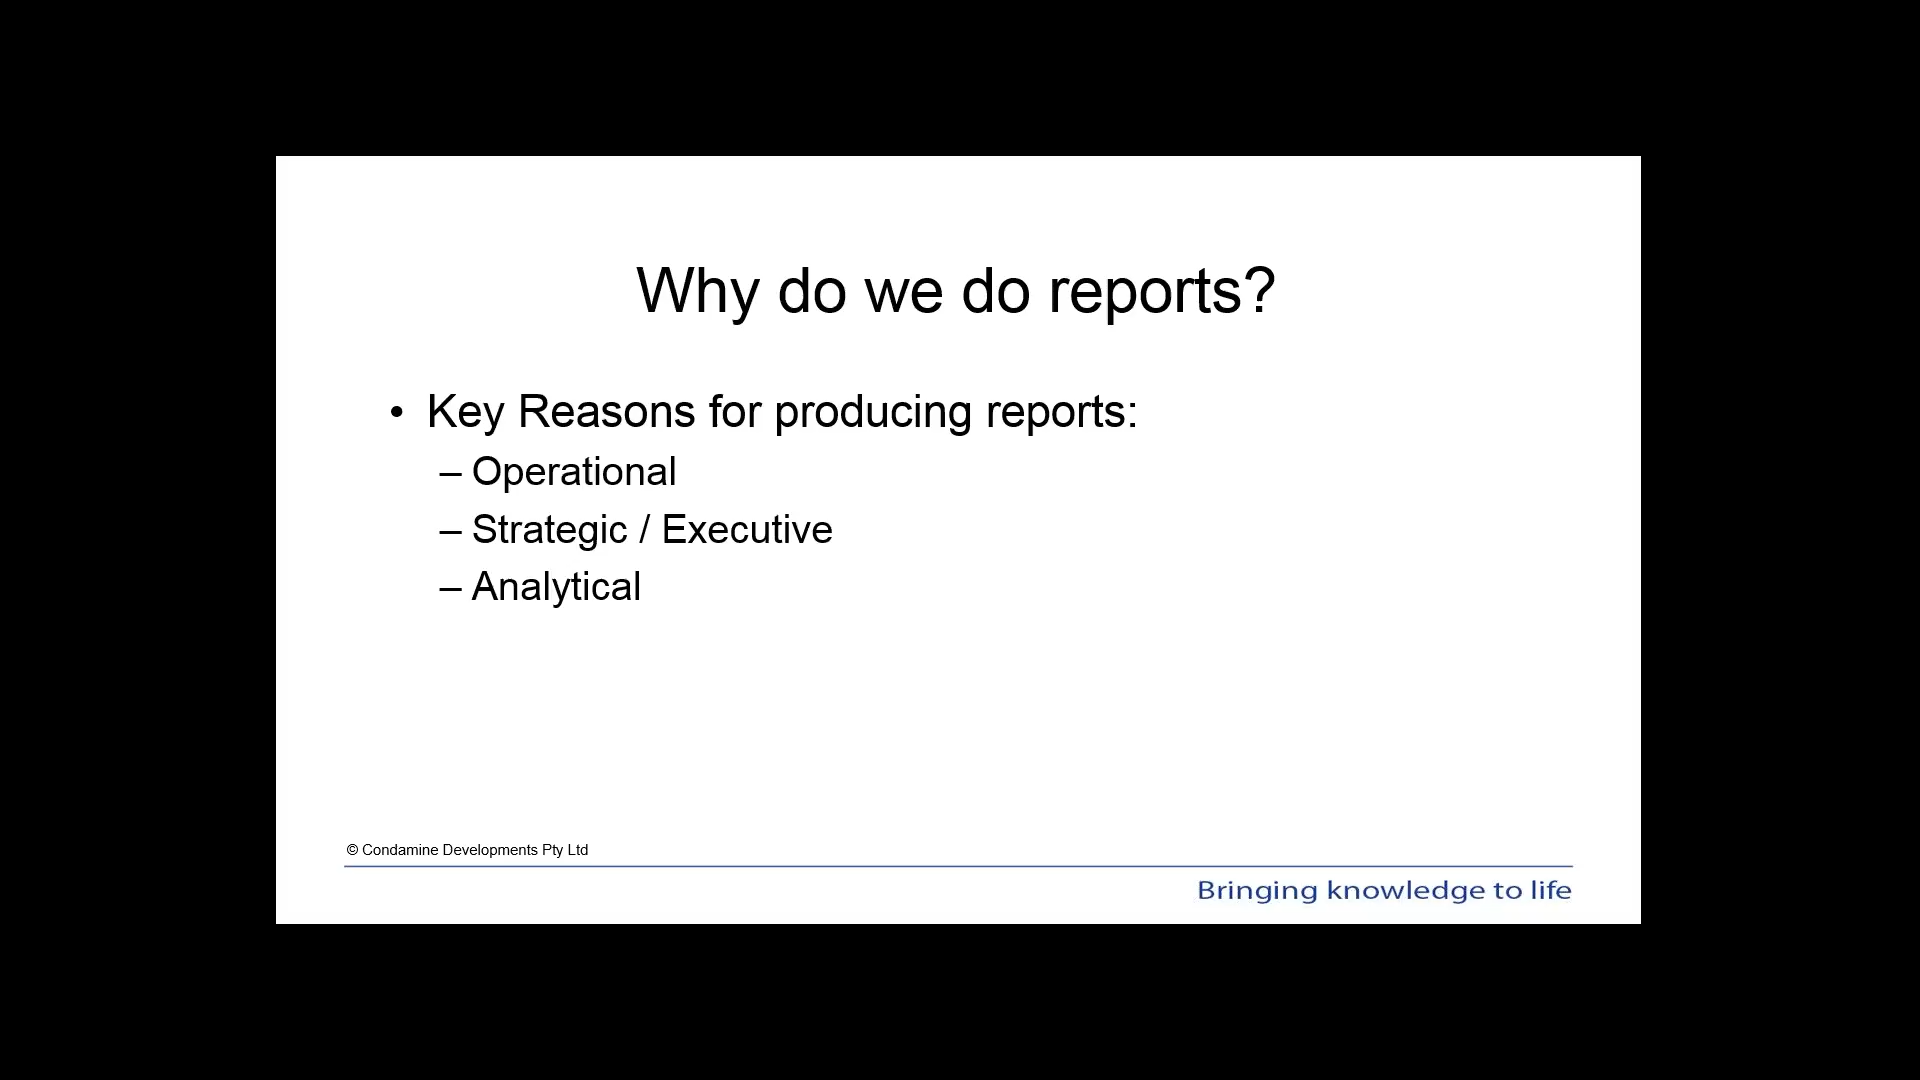 Why do we do reports?
• Key Reasons for producing reports:
– Operational
– Strategic / Executive
– Analytical
© Condamine Developments Pty Ltd
Bringing knowledge to life